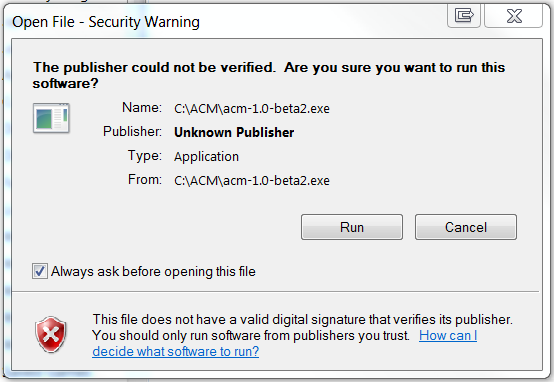 Open File - Security Warning
The publisher could not be verified.  Are you sure you want to run this
software?
Name: C:\ACM\acm-1.0-beta2.exe
Publisher: Unknown Publisher
Type: Application
From: C:\ACM\acm-1.0-beta2.exe
Run Cancel
Always ask before opening this file
This file does not have a valid digital signature that verifies its publisher.
You should only run software from publishers you trust.  How can I
decide what software to run?